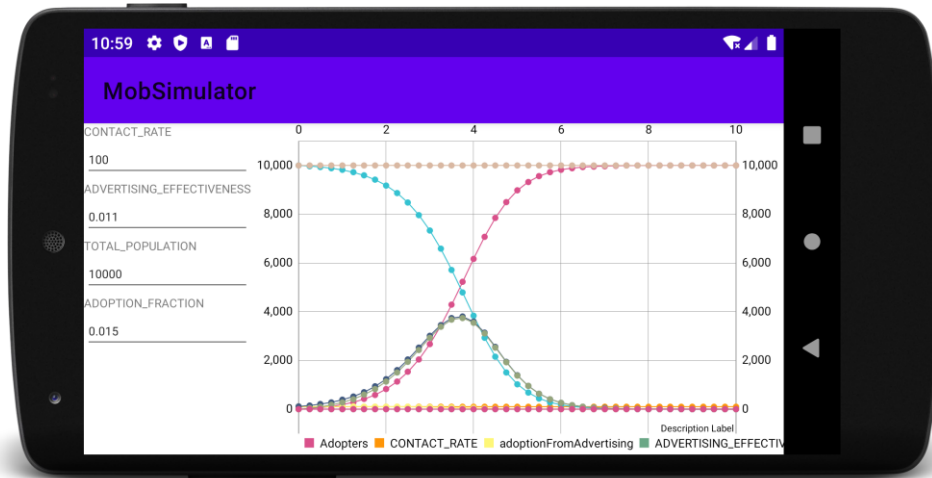 10:59
MobSimulator
CONTACT_RATE
100
ADVERTISING_EFFECTIVENESS
0.011
TOTAL_POPULATION
10000
ADOPTION_FRACTION
0.015
0 2 4 6 8 10
10,000 10,000
8,000 8,000
6,000 6,000
4,000 4,000
2,000 2,000
0 0
Description Label
Adopters CONTACT_RATE adoptionFromAdvertising ADVERTISING_EFFECTIV